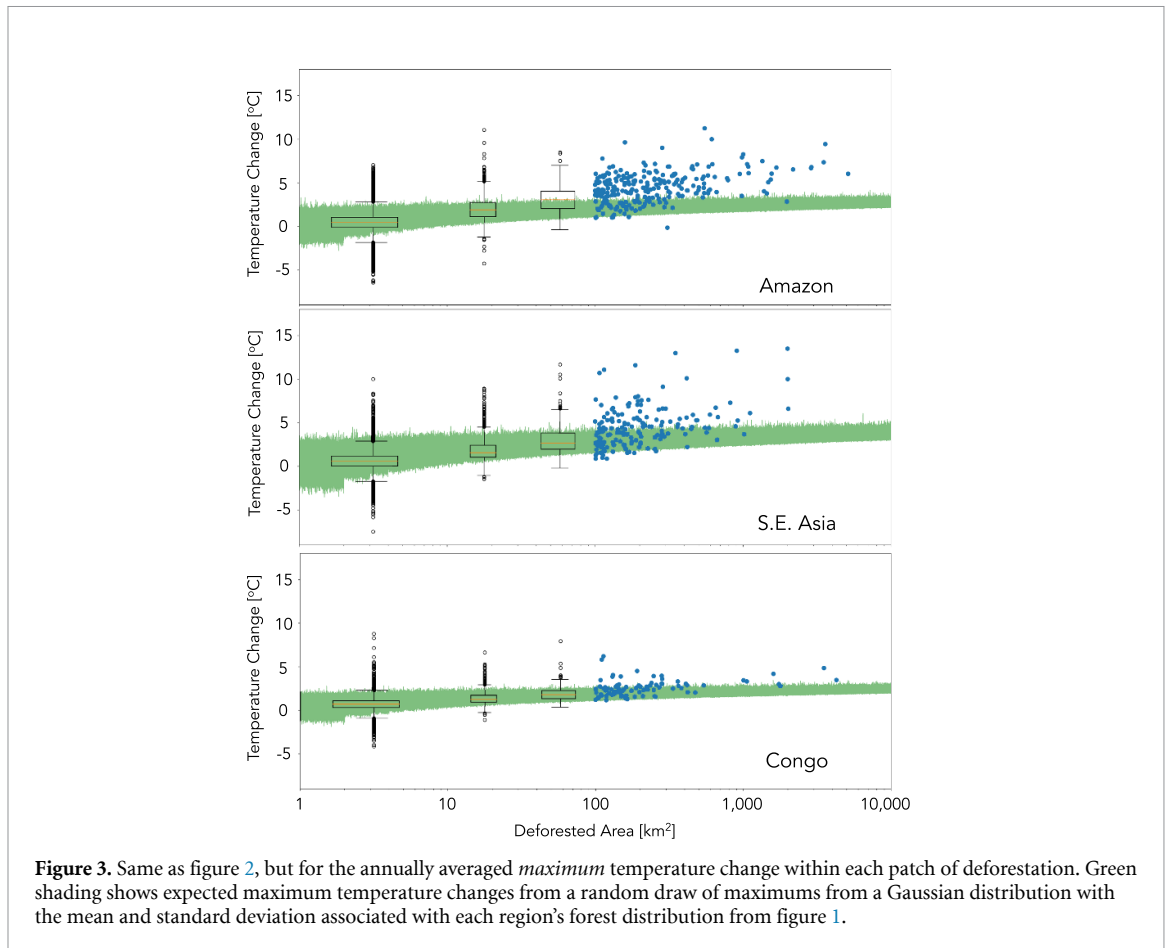 Temperature Change [°C]
15
10
5
0
-5
Amazon
Temperature Change [°C]
15
10
5
0
-5
S.E. Asia
Temperature Change [°C]
15
10
5
0
-5
Congo
1 10 100 1,000 10,000
Deforested Area [km²]
Figure 3. Same as figure 2, but for the annually averaged maximum temperature change within each patch of deforestation. Green
shading shows expected maximum temperature changes from a random draw of maximums from a Gaussian distribution with
the mean and standard deviation associated with each region’s forest distribution from figure 1.